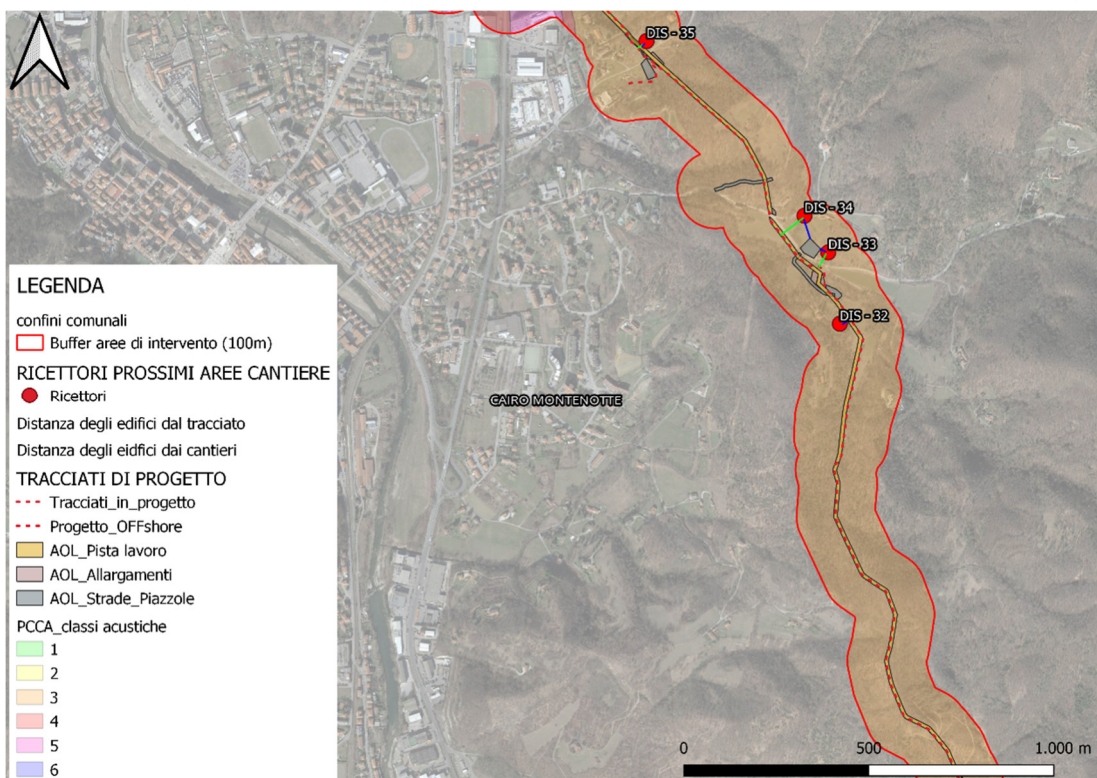 DIS - 35
DIS - 34
DIS - 33
DIS - 32
CAIRO MONTENOTTE
LEGENDA
confini comunali
Buffer aree di intervento (100m)
RICETTORI PROSSIMI AREE CANTIERE
Ricettori
Distanza degli edifici dal tracciato
Distanza degli eidfici dai cantieri
TRACCIATI DI PROGETTO
Tracciati_in_progetto
Progetto_OFFshore
AOL_Pista lavoro
AOL_Allargamenti
AOL_Strade_Piazzole
PCCA_classi acustiche
1
2
3
4
5
6
0 500 1.000 m